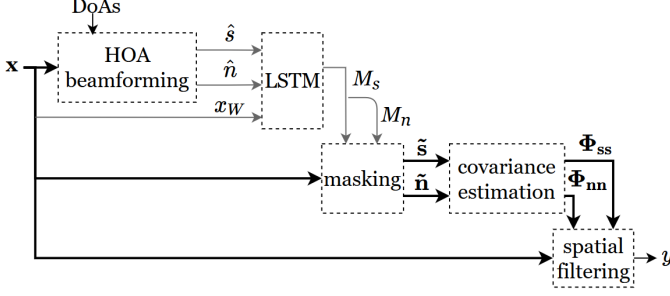 DoAs
x
HOA
beamforming
ŝ
n̂
x_W
LSTM
M_s
M_n
masking
s̃
ñ
covariance
estimation
Φ_ss
Φ_nn
spatial
filtering
y